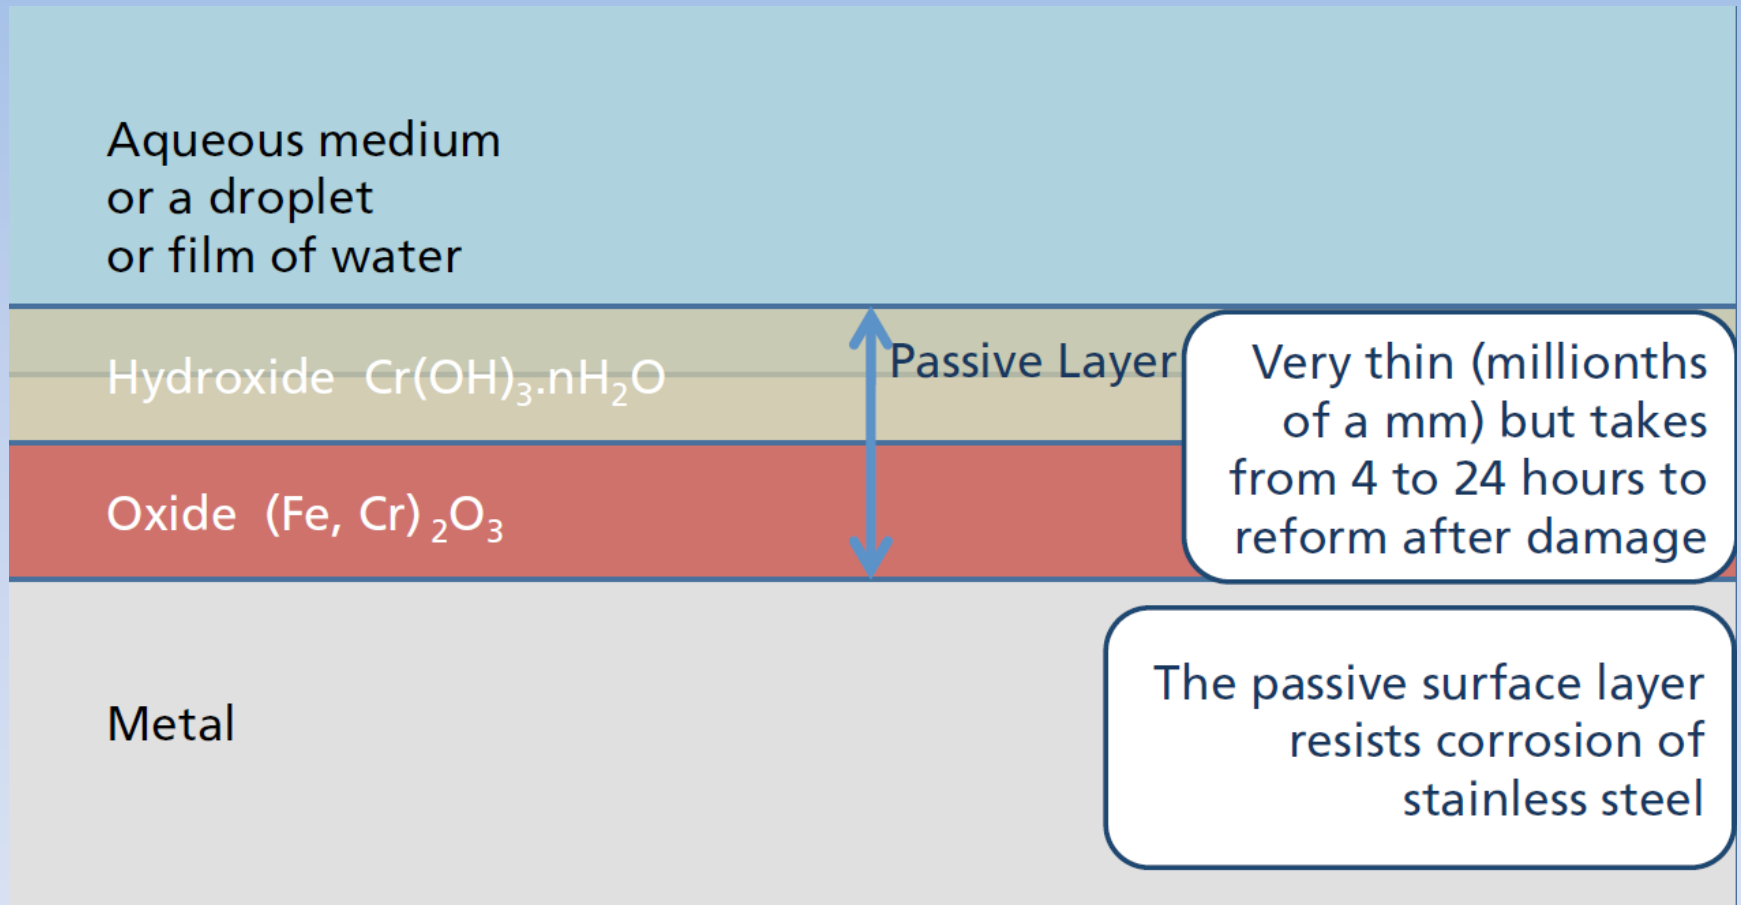 Aqueous medium
or a droplet
or film of water
Hydroxide Cr(OH)₃.nH₂O
Passive Layer
Very thin (millionths
of a mm) but takes
from 4 to 24 hours to
reform after damage
Oxide (Fe, Cr) ₂O₃
Metal
The passive surface layer
resists corrosion of
stainless steel